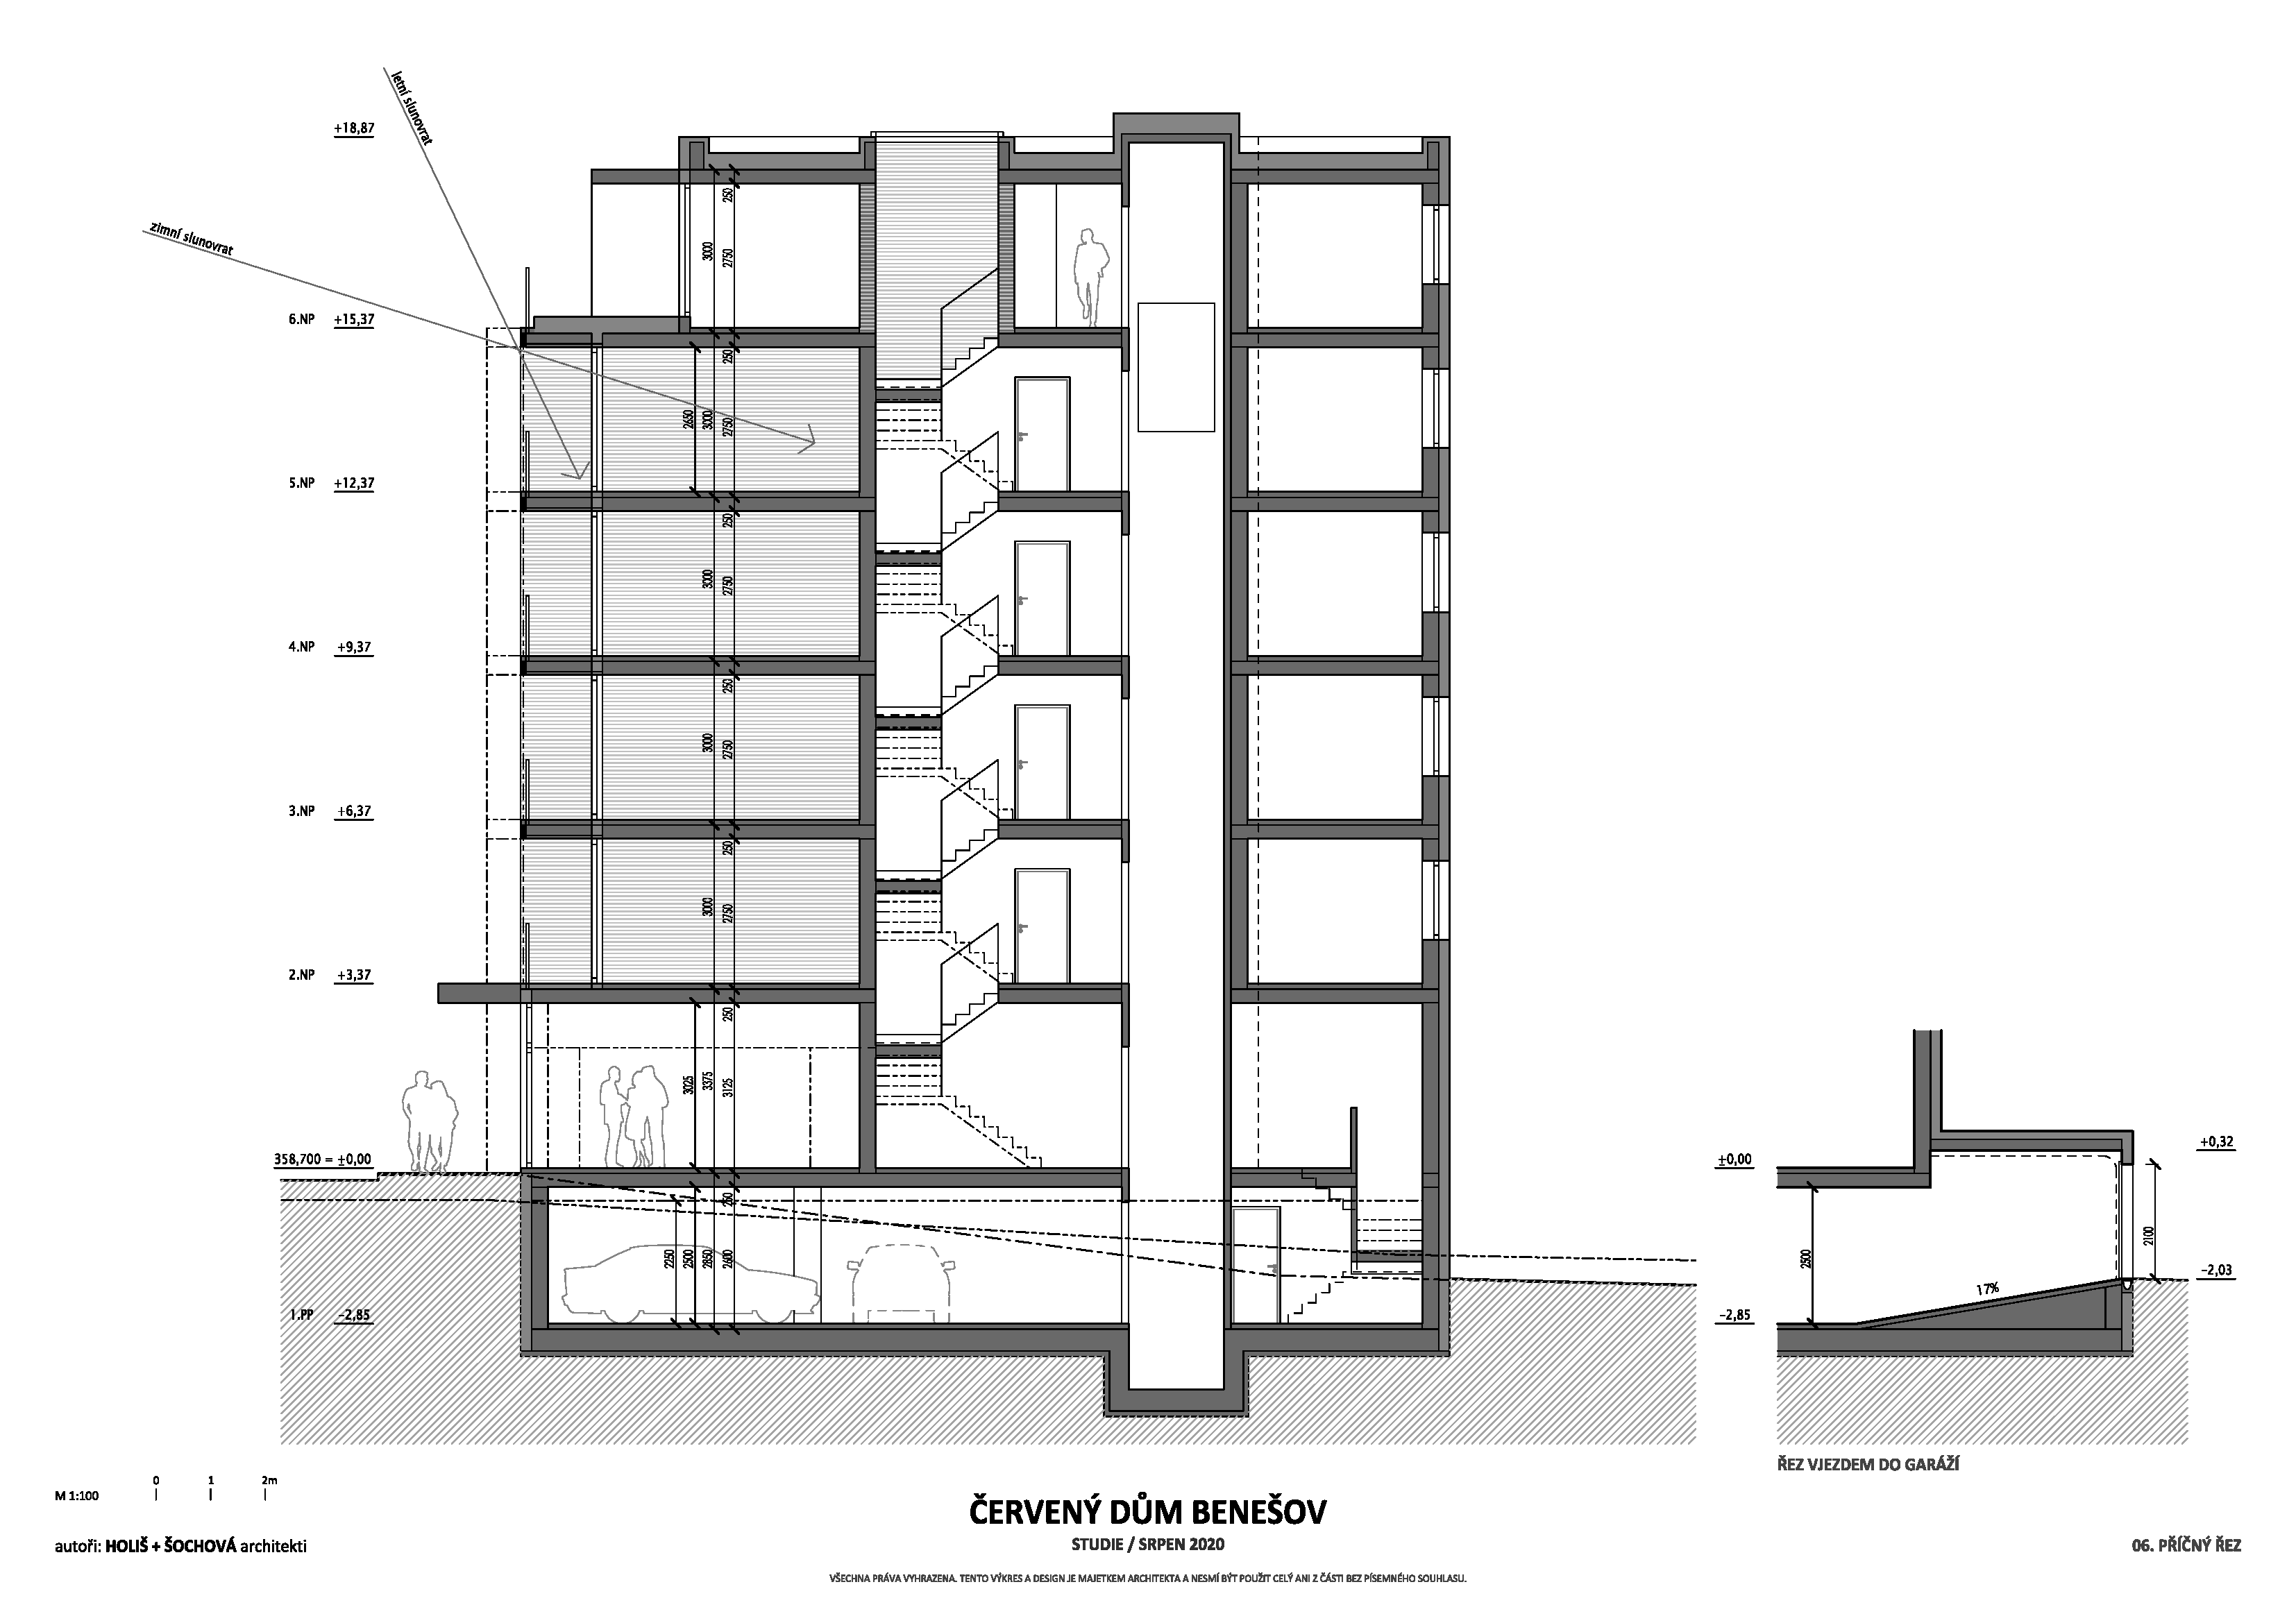 letní slunovrat
+18,87
zimní slunovrat
250
3000
2750
6.NP +15,37
250
2650
3000
2750
5.NP +12,37
250
3000
2750
4.NP +9,37
250
3000
2750
3.NP +6,37
250
3000
2750
2.NP +3,37
250
3025
3375
3125
358,700 = ±0,00
250
2250
2500
2850
2600
1.PP −2,85
±0,00
+0,32
2100
2500
17%
−2,03
−2,85
ŘEZ VJEZDEM DO GARÁŽÍ
0 1 2m
M 1:100
ČERVENÝ DŮM BENEŠOV
STUDIE / SRPEN 2020
autoři: HOLIŠ + ŠOCHOVÁ architekti
06. PŘÍČNÝ ŘEZ
VŠECHNA PRÁVA VYHRAZENA. TENTO VÝKRES A DESIGN JE MAJETKEM ARCHITEKTA A NESMÍ BÝT POUŽIT CELÝ ANI Z ČÁSTI BEZ PÍSEMNÉHO SOUHLASU.